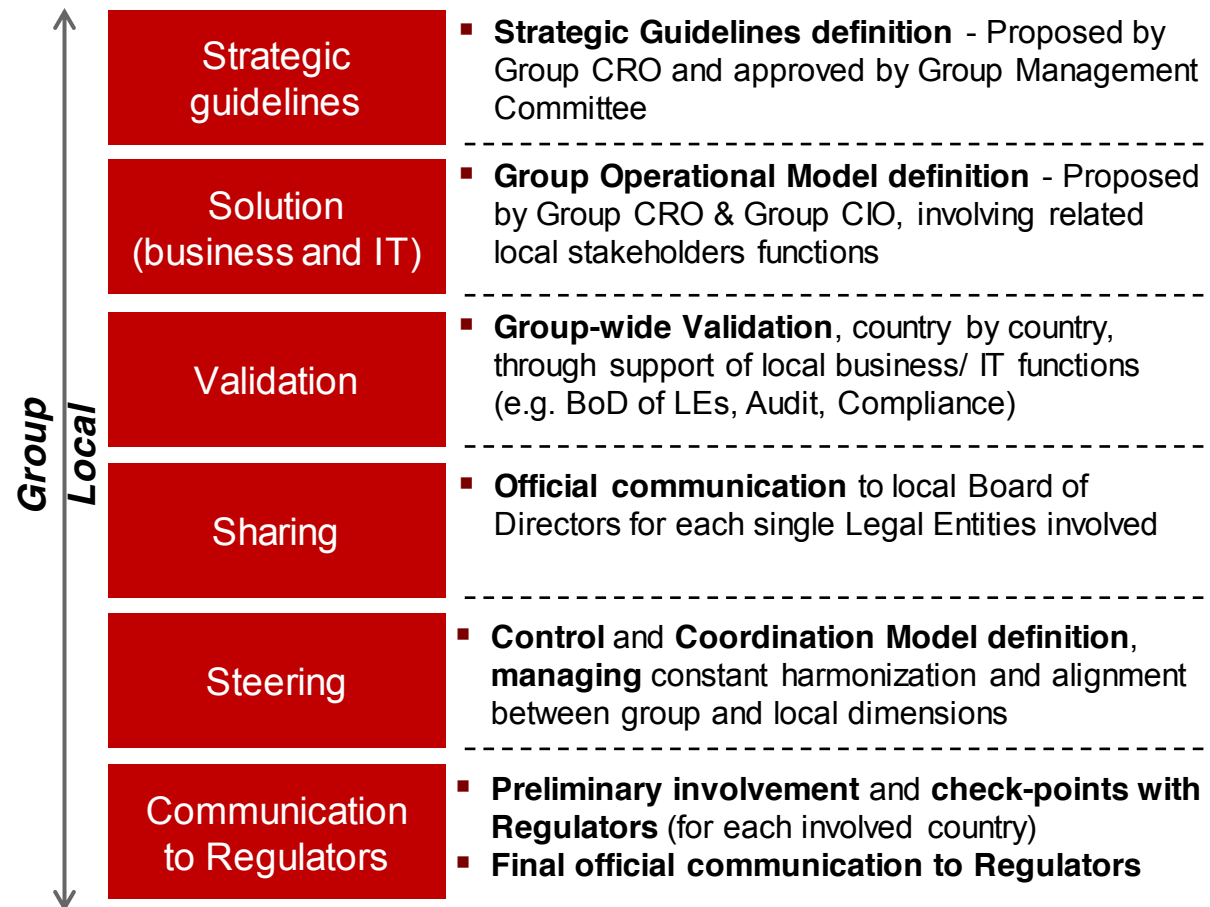 Group
Local
Strategic
guidelines
▪ Strategic Guidelines definition - Proposed by
Group CRO and approved by Group Management
Committee
Solution
(business and IT)
▪ Group Operational Model definition - Proposed
by Group CRO & Group CIO, involving related
local stakeholders functions
Validation
▪ Group-wide Validation, country by country,
through support of local business/ IT functions
(e.g. BoD of LEs, Audit, Compliance)
Sharing
▪ Official communication to local Board of
Directors for each single Legal Entities involved
Steering
▪ Control and Coordination Model definition,
managing constant harmonization and alignment
between group and local dimensions
Communication
to Regulators
▪ Preliminary involvement and check-points with
Regulators (for each involved country)
▪ Final official communication to Regulators